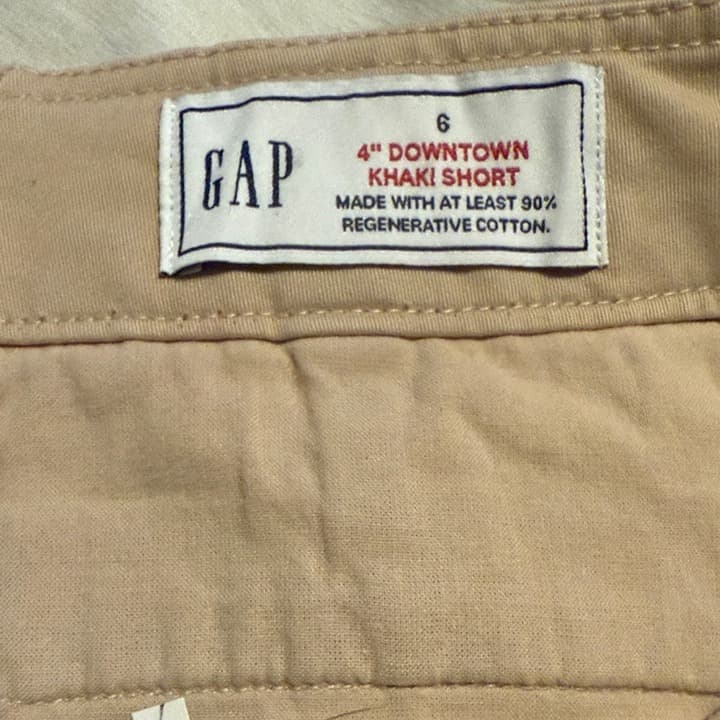 GAP
6
4" DOWNTOWN
KHAKI SHORT
MADE WITH AT LEAST 90%
REGENERATIVE COTTON.